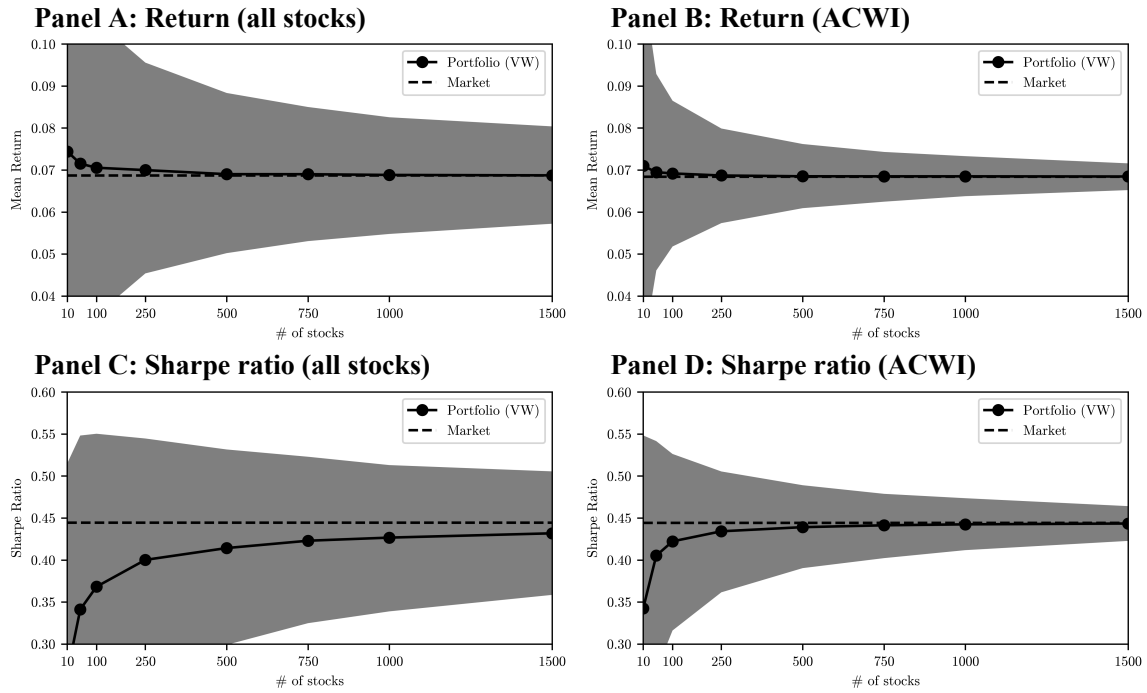 Panel A: Return (all stocks)
0.10
0.09
0.08
0.07
0.06
0.05
0.04
Mean Return
Portfolio (VW)
Market
10 100 250 500 750 1000 1500
# of stocks
Panel B: Return (ACWI)
0.10
0.09
0.08
0.07
0.06
0.05
0.04
Mean Return
Portfolio (VW)
Market
10 100 250 500 750 1000 1500
# of stocks
Panel C: Sharpe ratio (all stocks)
0.60
0.55
0.50
0.45
0.40
0.35
0.30
Sharpe Ratio
Portfolio (VW)
Market
10 100 250 500 750 1000 1500
# of stocks
Panel D: Sharpe ratio (ACWI)
0.60
0.55
0.50
0.45
0.40
0.35
0.30
Sharpe Ratio
Portfolio (VW)
Market
10 100 250 500 750 1000 1500
# of stocks